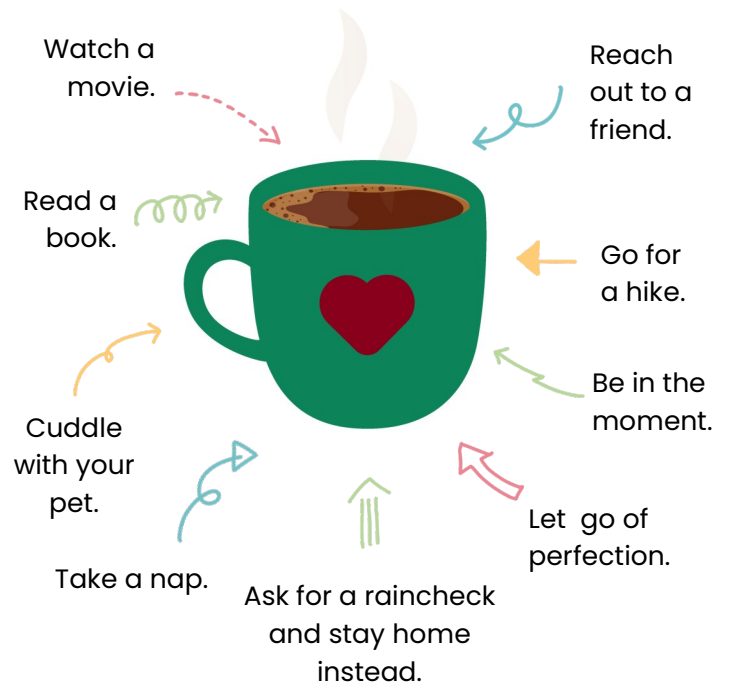 Watch a
movie.
Reach
out to a
friend.
Read a
book.
Go for
a hike.
Cuddle
with your
pet.
Be in the
moment.
Take a nap.
Let go of
perfection.
Ask for a raincheck
and stay home
instead.